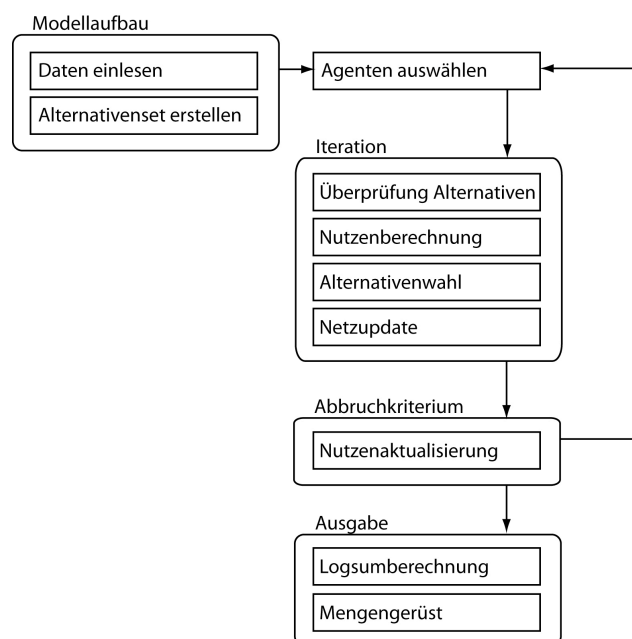 Modellaufbau
Daten einlesen
Alternativenset erstellen
Agenten auswählen
Iteration
Überprüfung Alternativen
Nutzenberechnung
Alternativenwahl
Netzupdate
Abbruchkriterium
Nutzenaktualisierung
Ausgabe
Logsumberechnung
Mengengerüst